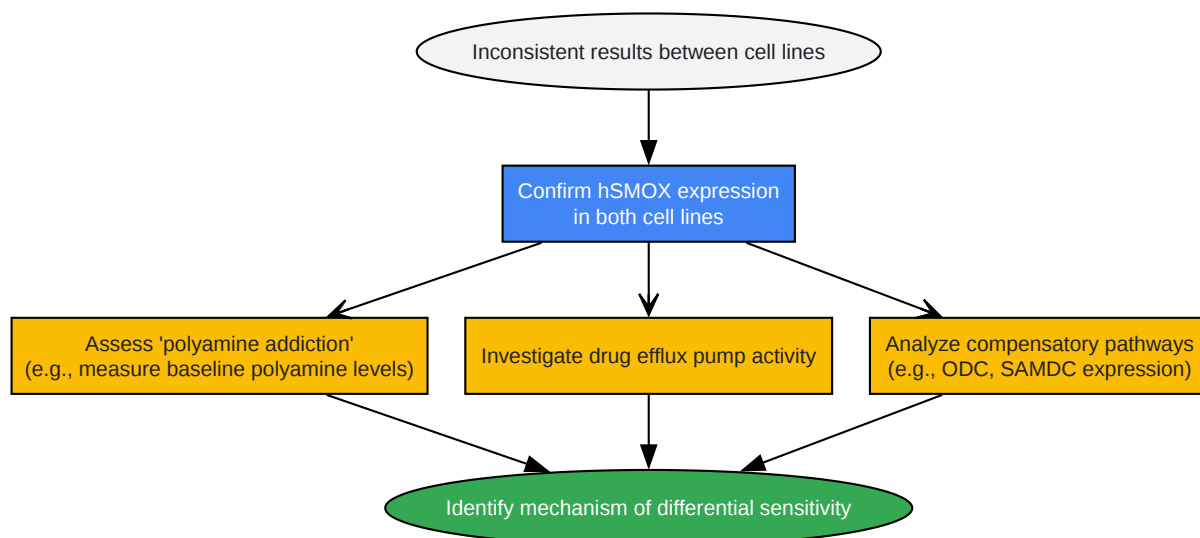 Inconsistent results between cell lines
Confirm hSMOX expression
in both cell lines
Assess 'polyamine addiction'
(e.g., measure baseline polyamine levels)
Investigate drug efflux pump activity
Analyze compensatory pathways
(e.g., ODC, SAMDC expression)
Identify mechanism of differential sensitivity